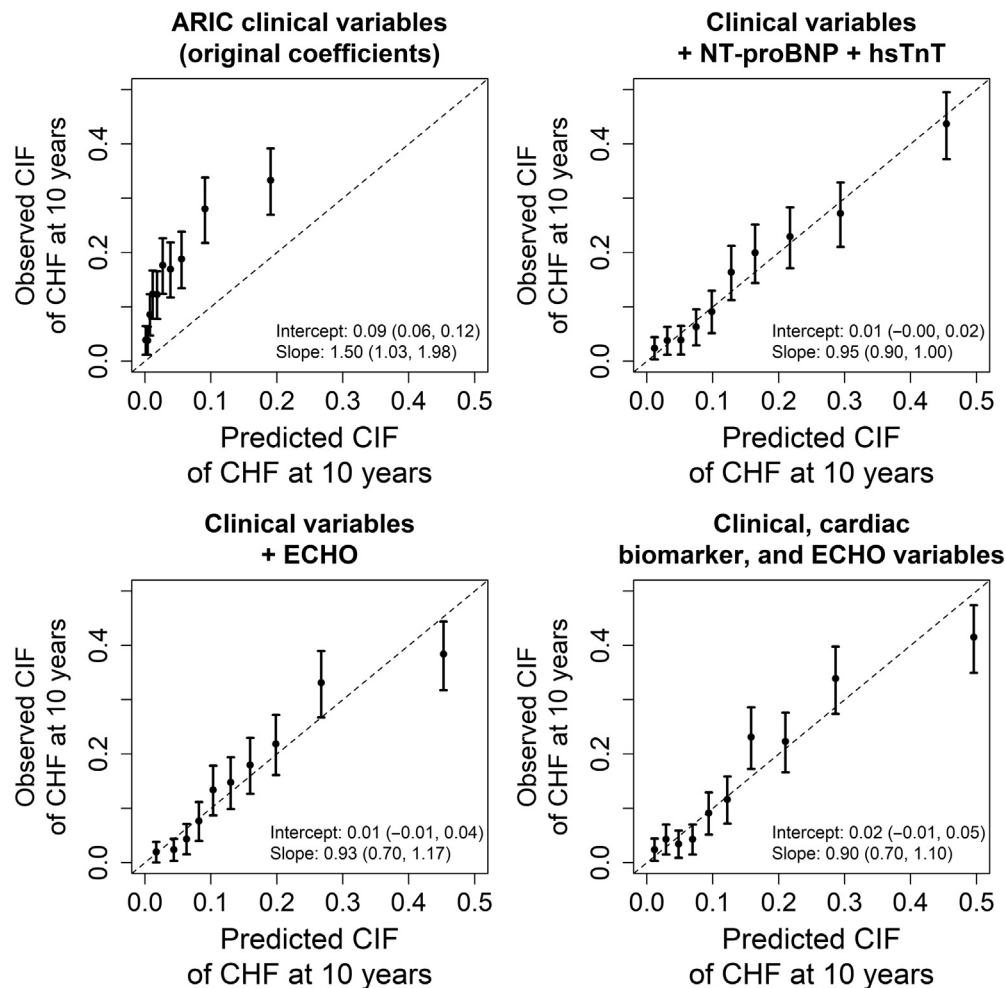 ARIC clinical variables
(original coefficients)
Observed CIF
of CHF at 10 years
0.4
0.2
0.0
Intercept: 0.09 (0.06, 0.12)
Slope: 1.50 (1.03, 1.98)
0.0 0.1 0.2 0.3 0.4 0.5
Predicted CIF
of CHF at 10 years
Clinical variables
+ NT-proBNP + hsTnT
Observed CIF
of CHF at 10 years
0.4
0.2
0.0
Intercept: 0.01 (–0.00, 0.02)
Slope: 0.95 (0.90, 1.00)
0.0 0.1 0.2 0.3 0.4 0.5
Predicted CIF
of CHF at 10 years
Clinical variables
+ ECHO
Observed CIF
of CHF at 10 years
0.4
0.2
0.0
Intercept: 0.01 (–0.01, 0.04)
Slope: 0.93 (0.70, 1.17)
0.0 0.1 0.2 0.3 0.4 0.5
Predicted CIF
of CHF at 10 years
Clinical, cardiac
biomarker, and ECHO variables
Observed CIF
of CHF at 10 years
0.4
0.2
0.0
Intercept: 0.02 (–0.01, 0.05)
Slope: 0.90 (0.70, 1.10)
0.0 0.1 0.2 0.3 0.4 0.5
Predicted CIF
of CHF at 10 years